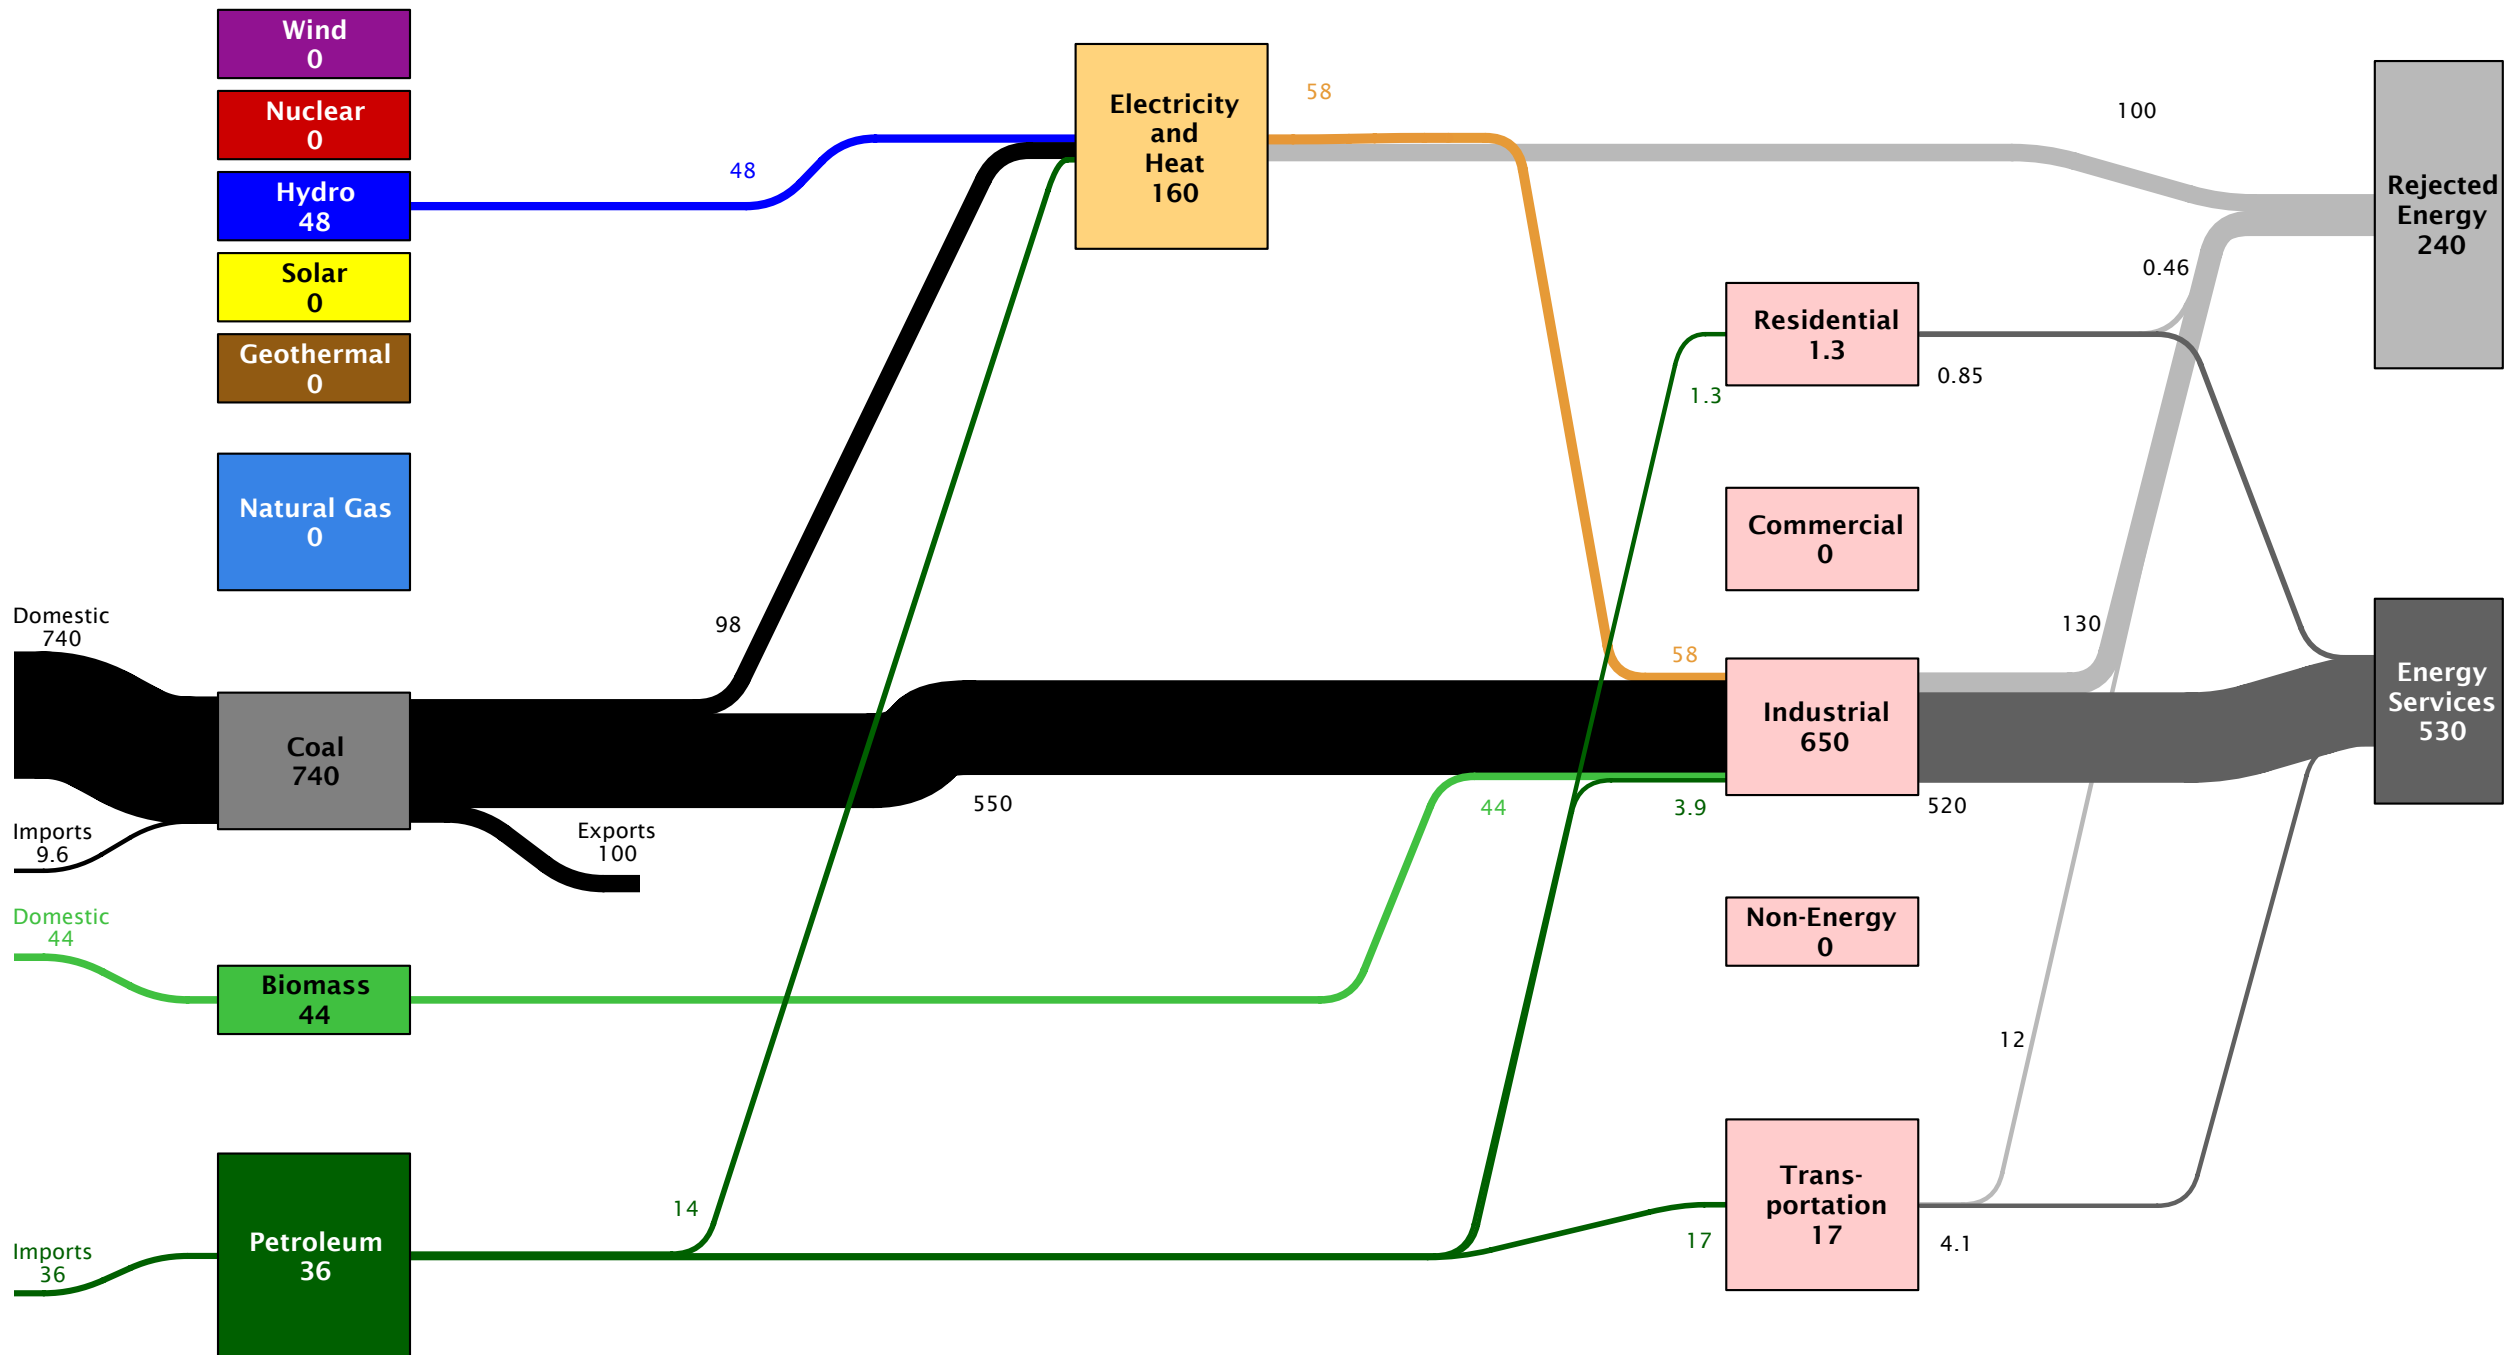 Wind
0
Nuclear
0
Hydro
48
Solar
0
Geothermal
0
Natural Gas
0
Domestic
740
Coal
740
Imports
9.6
Exports
100
Domestic
44
Biomass
44
Imports
36
Petroleum
36
48
98
550
14
44
Electricity
and
Heat
160
58
58
1.3
3.9
17
Residential
1.3
Commercial
0
Industrial
650
Non-Energy
0
Trans-
portation
17
100
0.46
0.85
130
520
12
4.1
Rejected
Energy
240
Energy
Services
530